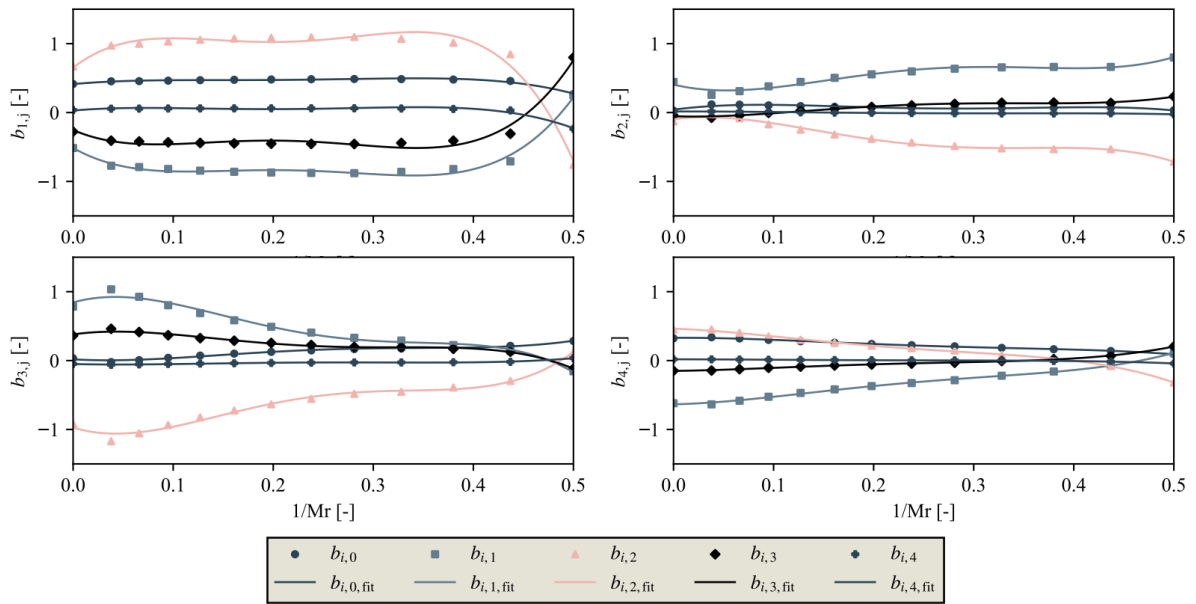 1
0
−1
b1,j [-]
0.0 0.1 0.2 0.3 0.4 0.5
1
0
−1
b2,j [-]
0.0 0.1 0.2 0.3 0.4 0.5
1
0
−1
b3,j [-]
0.0 0.1 0.2 0.3 0.4 0.5
1/Mr [-]
1
0
−1
b4,j [-]
0.0 0.1 0.2 0.3 0.4 0.5
1/Mr [-]
bi,0 bi,1 bi,2 bi,3 bi,4
bi,0,fit bi,1,fit bi,2,fit bi,3,fit bi,4,fit